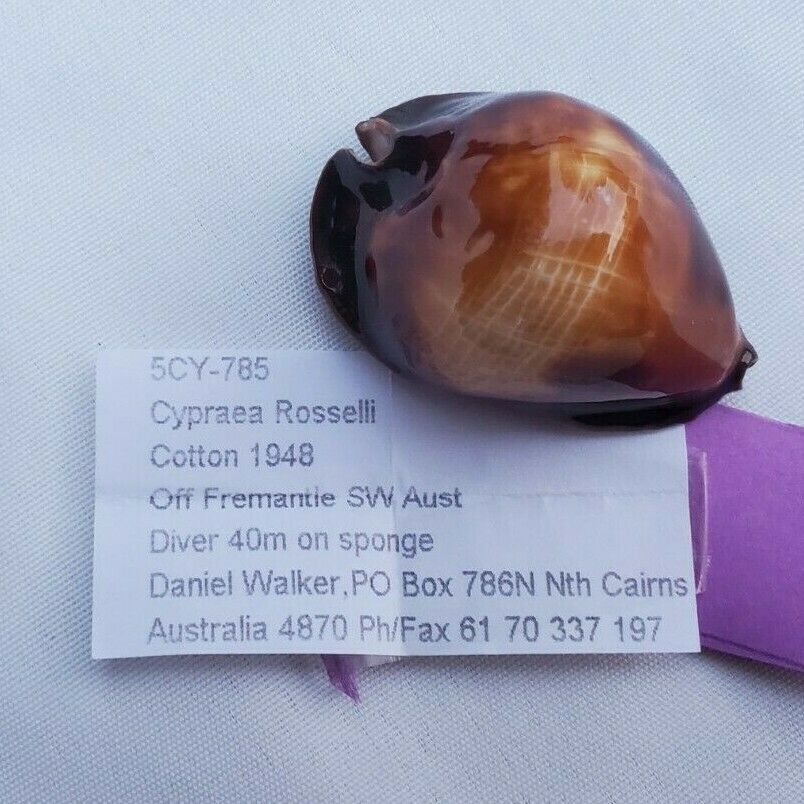 5CY-785
Cypraea Rosselli
Cotton 1948
Off Fremantle SW Aust
Diver 40m on sponge
Daniel Walker,PO Box 786N Nth Cairns
Australia 4870 Ph/Fax 61 70 337 197